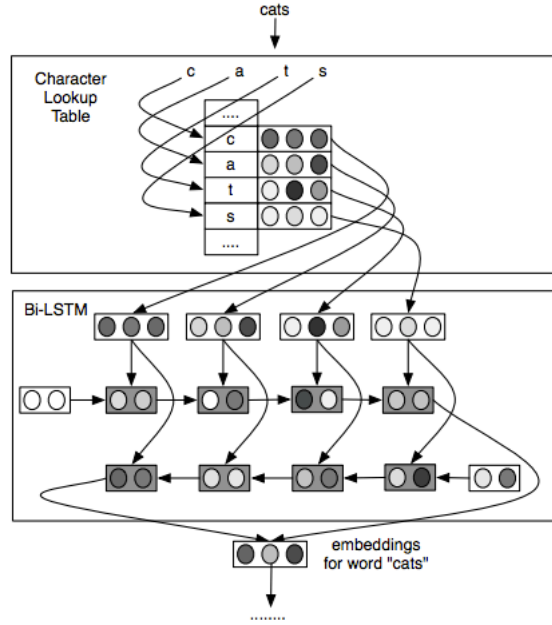 cats
Character
Lookup
Table
c a t s
....
c
a
t
s
....
Bi-LSTM
embeddings
for word "cats"
........